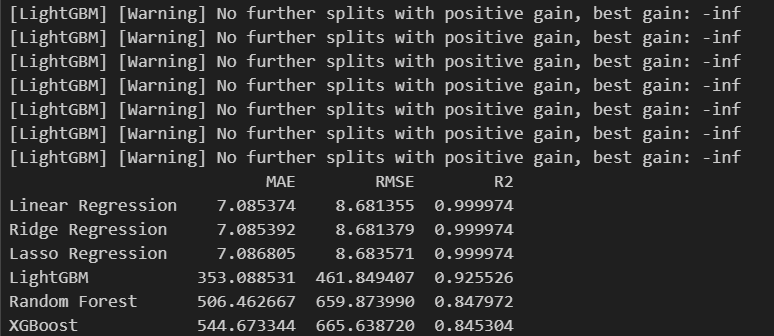 [LightGBM] [Warning] No further splits with positive gain, best gain: -inf
[LightGBM] [Warning] No further splits with positive gain, best gain: -inf
[LightGBM] [Warning] No further splits with positive gain, best gain: -inf
[LightGBM] [Warning] No further splits with positive gain, best gain: -inf
[LightGBM] [Warning] No further splits with positive gain, best gain: -inf
[LightGBM] [Warning] No further splits with positive gain, best gain: -inf
[LightGBM] [Warning] No further splits with positive gain, best gain: -inf
MAE RMSE R2
Linear Regression 7.085374 8.681355 0.999974
Ridge Regression 7.085392 8.681379 0.999974
Lasso Regression 7.086805 8.683571 0.999974
LightGBM 353.088531 461.849407 0.925526
Random Forest 506.462667 659.873990 0.847972
XGBoost 544.673344 665.638720 0.845304